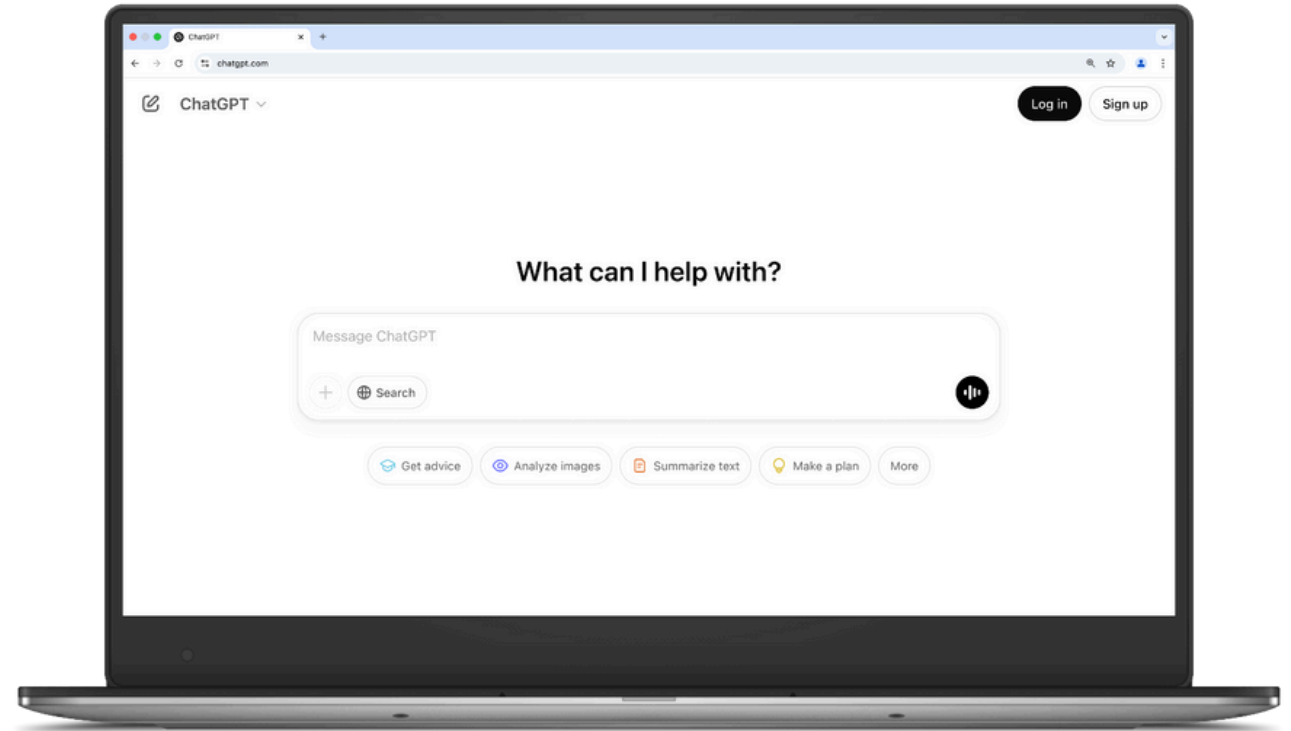 ChatGPT
chatgpt.com
ChatGPT
Log in
Sign up
What can I help with?
Message ChatGPT
Search
Get advice
Analyze images
Summarize text
Make a plan
More